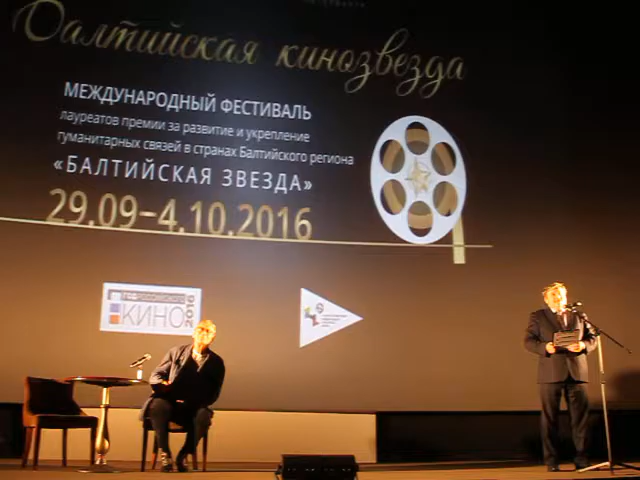 Балтийская кинозвезда
МЕЖДУНАРОДНЫЙ ФЕСТИВАЛЬ
лауреатов премии за развитие и укрепление
гуманитарных связей в странах Балтийского региона
«БАЛТИЙСКАЯ ЗВЕЗДА»
29.09-4.10.2016
КИНО
2016